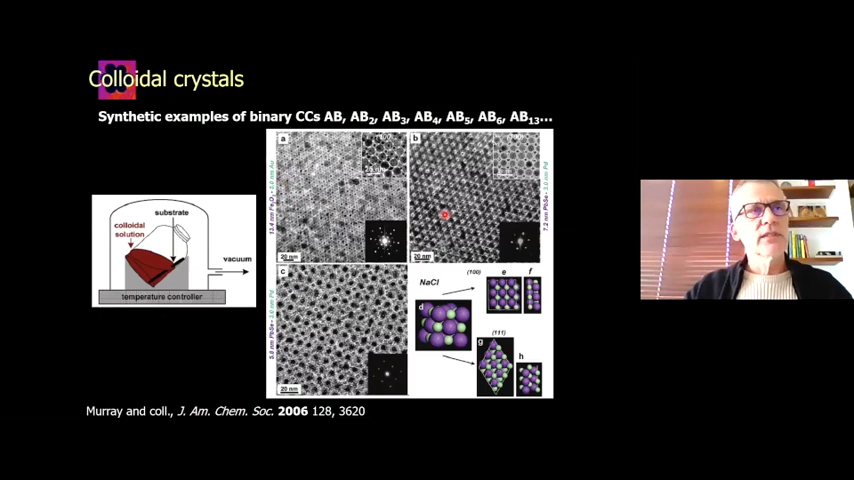 Colloidal crystals
Synthetic examples of binary CCs AB, AB2, AB3, AB4, AB5, AB6, AB13...
substrate
colloidal
solution
vacuum
temperature controller
a
b
20 nm
20 nm
c
20 nm
NaCl
(100)
e
f
d
(111)
g
h
Murray and coll., J. Am. Chem. Soc. 2006 128, 3620